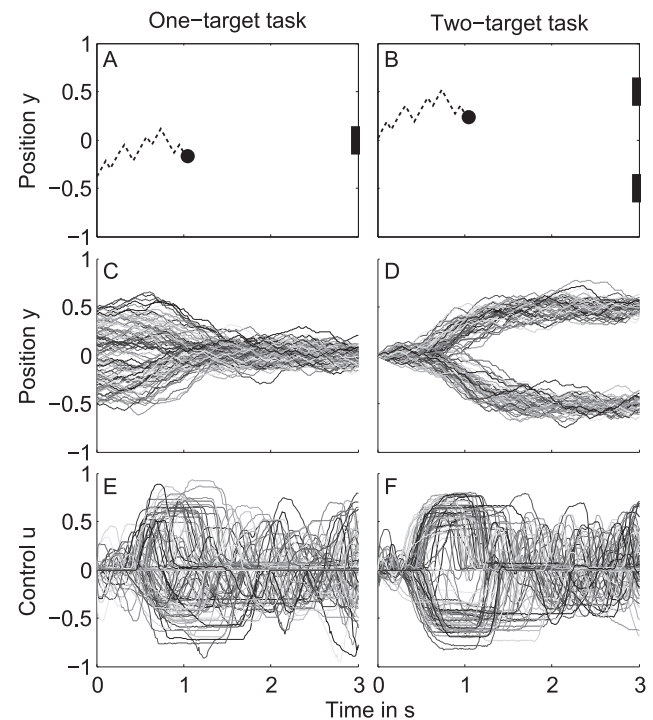 One−target task
Two−target task
A
B
Position y
1
0.5
0
−0.5
−1
C
D
Position y
1
0.5
0
−0.5
−1
E
F
Control u
1
0.5
0
−0.5
−1
0 1 2 3
0 1 2 3
Time in s